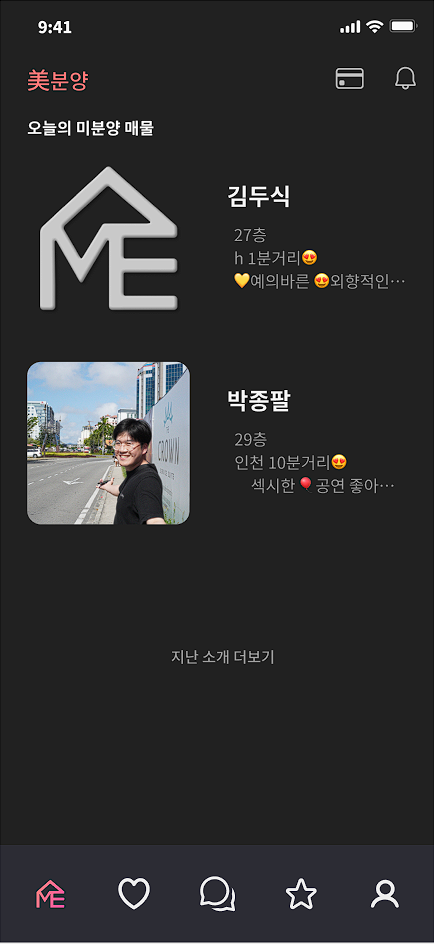 9:41
美분양
오늘의 미분양 매물
ME
김두식
27층
h 1분거리😍
💛예의바른 😍외향적인…
CROWN
박종팔
29층
인천 10분거리😍
섹시한🎈공연 좋아…
지난 소개 더보기
ME